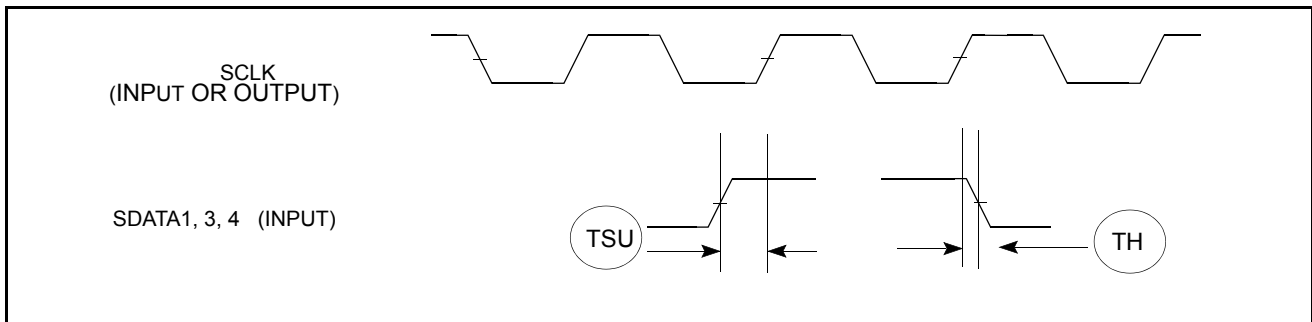 SCLK
(INPUT OR OUTPUT)
SDATA1, 3, 4 (INPUT)
TSU
TH